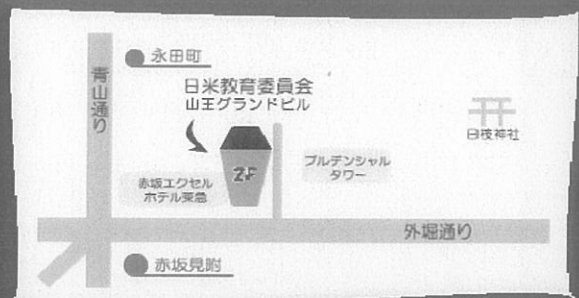 永田町
青山通り
日米教育委員会
山王グランドビル
日枝神社
プルデンシャル
タワー
2F
赤坂エクセル
ホテル東急
外堀通り
赤坂見附